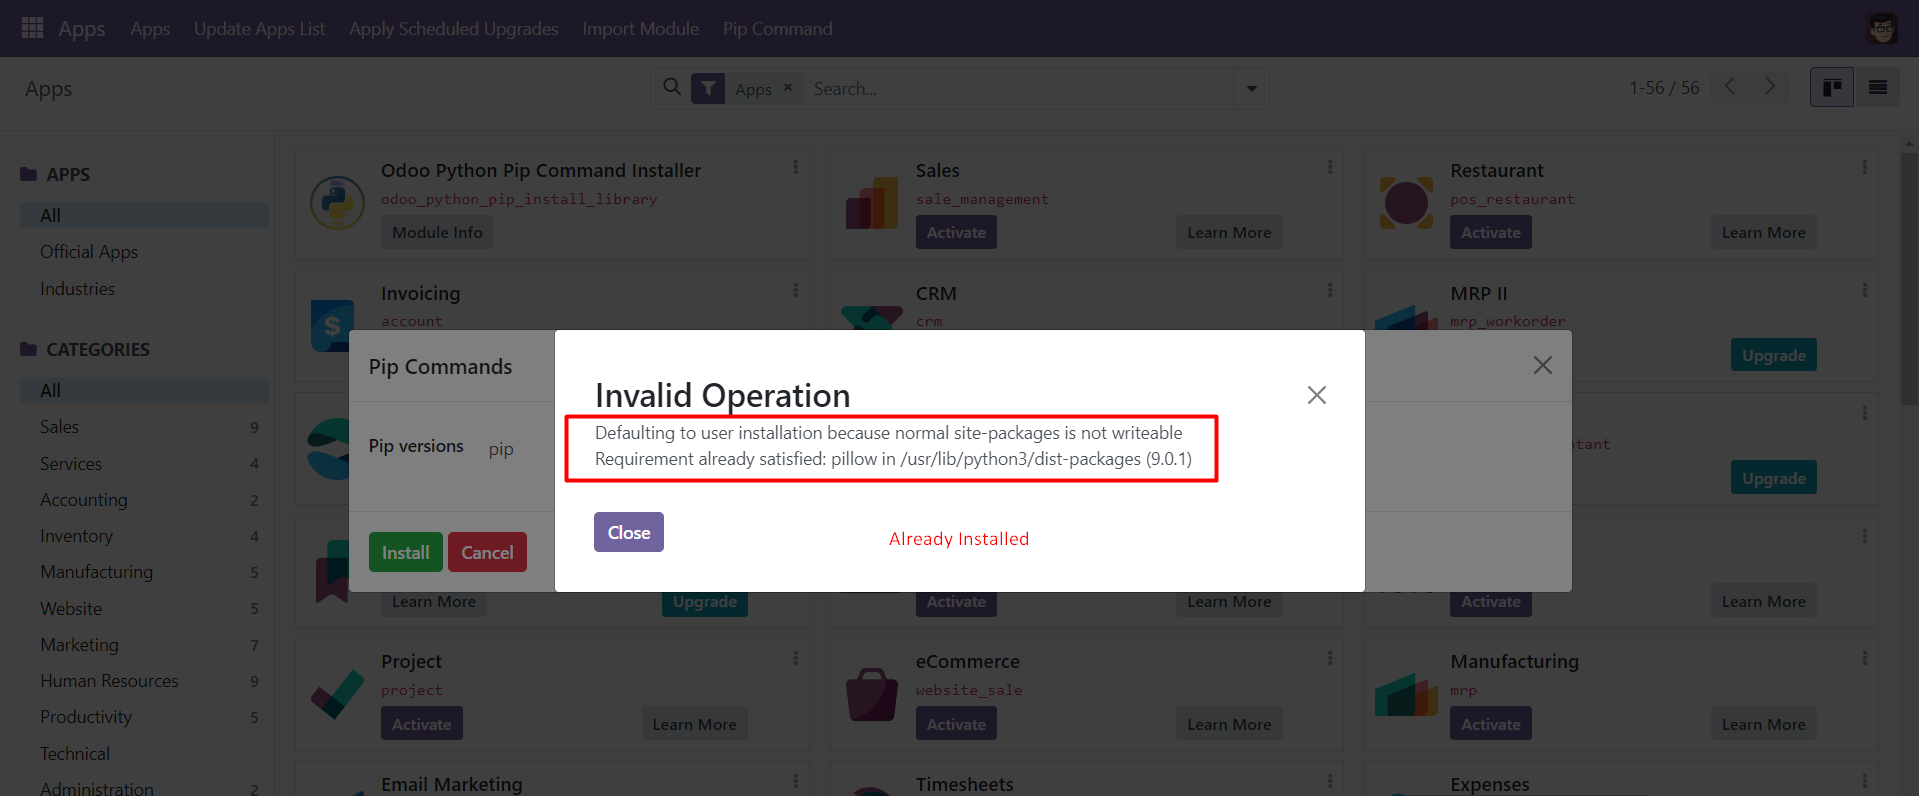 Apps
Apps
Update Apps List
Apply Scheduled Upgrades
Import Module
Pip Command
Apps
Apps ×
Search...
1-56 / 56
APPS
All
Official Apps
Industries
CATEGORIES
All
Sales 9
Services 4
Accounting 2
Inventory 4
Manufacturing 5
Website 5
Marketing 7
Human Resources 9
Productivity 5
Technical
Administration 2
Odoo Python Pip Command Installer
odoo_python_pip_install_library
Module Info
Sales
sale_management
Activate
Learn More
Restaurant
pos_restaurant
Activate
Learn More
Invoicing
account
CRM
crm
MRP II
mrp_workorder
Upgrade
Upgrade
Pip Commands
Pip versions
pip
Install
Cancel
Invalid Operation
Defaulting to user installation because normal site-packages is not writeable
Requirement already satisfied: pillow in /usr/lib/python3/dist-packages (9.0.1)
Close
Already Installed
Learn More
Upgrade
Activate
Learn More
Activate
Learn More
Project
project
Activate
Learn More
eCommerce
website_sale
Activate
Learn More
Manufacturing
mrp
Activate
Learn More
Email Marketing
Timesheets
Expenses